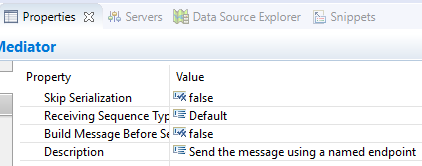 Properties Servers Data Source Explorer Snippets
Mediator
Property Value
Skip Serialization false
Receiving Sequence Typ Default
Build Message Before Se false
Description Send the message using a named endpoint